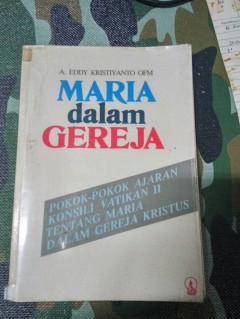 A. EDDY KRISTIYANTO OFM
MARIA
dalam
GEREJA
POKOK-POKOK AJARAN
KONSILI VATIKAN II
TENTANG MARIA
DALAM GEREJA KRISTUS